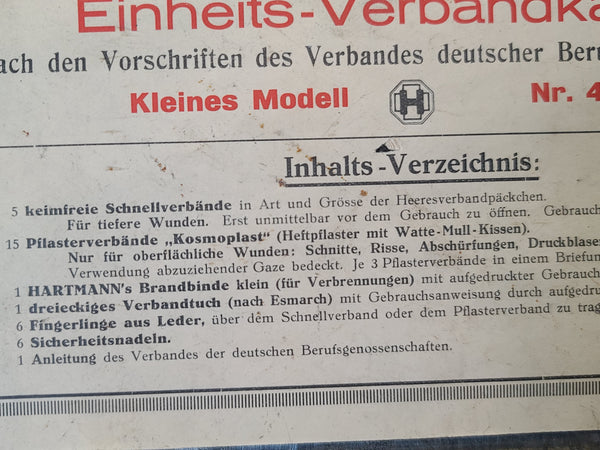 Einheits-Verbandka
ach den Vorschriften des Verbandes deutscher Beru
Kleines Modell H Nr. 4
Inhalts-Verzeichnis:
5 keimfreie Schnellverbände in Art und Grösse der Heeresverbandpäckchen.
Für tiefere Wunden. Erst unmittelbar vor dem Gebrauch zu öffnen. Gebrauch
15 Pflasterverbände „Kosmoplast" (Heftpflaster mit Watte-Mull-Kissen).
Nur für oberflächliche Wunden: Schnitte, Risse, Abschürfungen, Druckblase
Verwendung abzuziehender Gaze bedeckt. Je 3 Pflasterverbände in einem Briefun
1 HARTMANN's Brandbinde klein (für Verbrennungen) mit aufgedruckter Gebrauch
1 dreieckiges Verbandtuch (nach Esmarch) mit Gebrauchsanweisung durch aufgedru
6 Fingerlinge aus Leder, über dem Schnellverband oder dem Pflasterverband zu trag
6 Sicherheitsnadeln.
1 Anleitung des Verbandes der deutschen Berufsgenossenschaften.